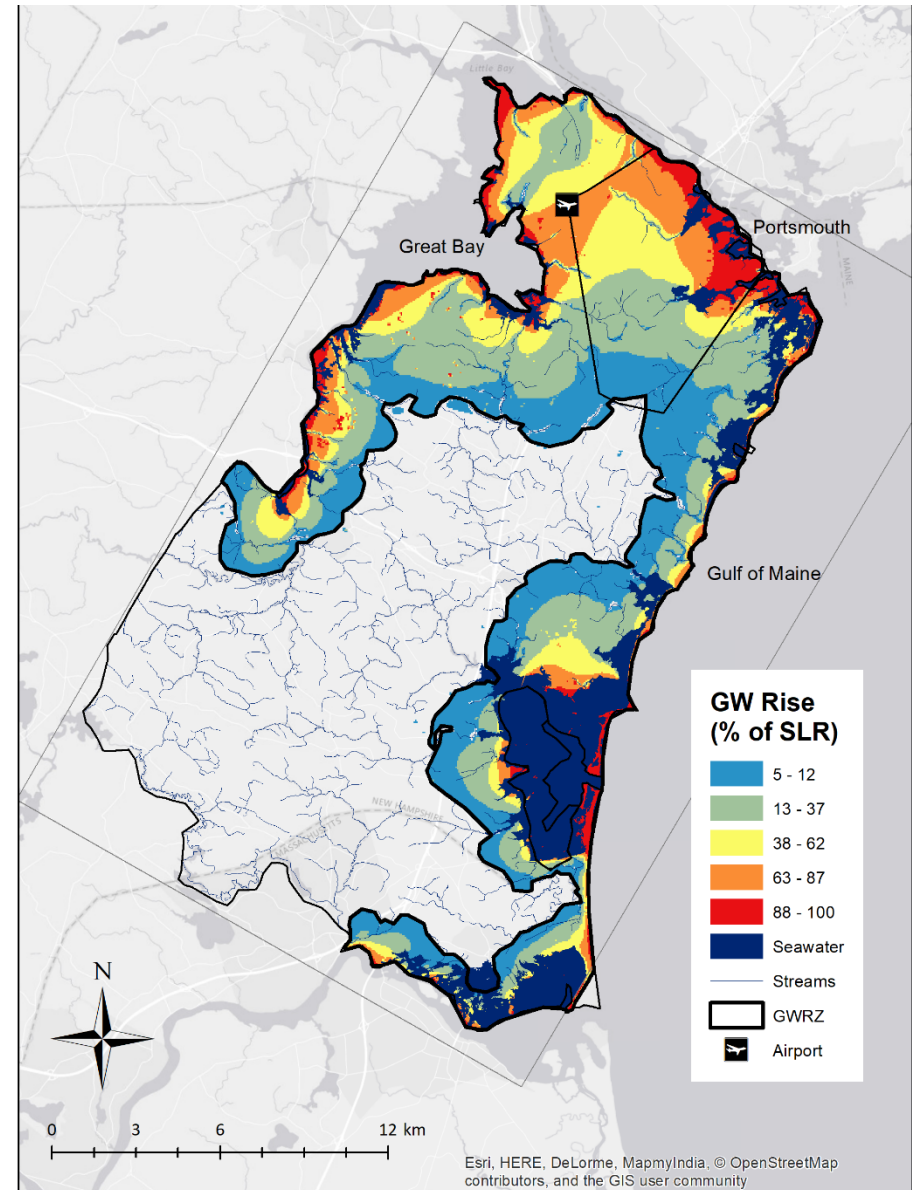 Little Bay
Portsmouth
Great Bay
MAINE
Gulf of Maine
GW Rise
(% of SLR)
5 - 12
13 - 37
38 - 62
63 - 87
88 - 100
Seawater
Streams
GWRZ
Airport
NEW HAMPSHIRE
MASSACHUSETTS
N
0 3 6 12 km
Esri, HERE, DeLorme, MapmyIndia, © OpenStreetMap
contributors, and the GIS user community